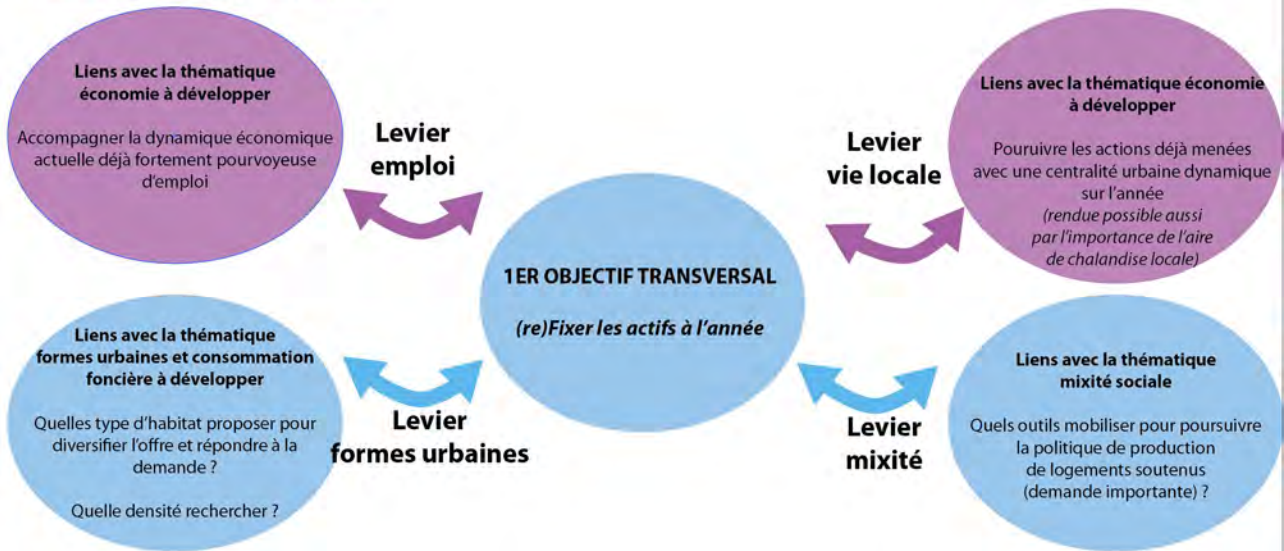 Liens avec la thématique
économie à développer
Accompagner la dynamique économique
actuelle déjà fortement pourvoyeuse
d'emploi
Levier
emploi
Levier
vie locale
Liens avec la thématique économie
à développer
Pouruivre les actions déjà menées
avec une centralité urbaine dynamique
sur l'année
(rendue possible aussi
par l'importance de l'aire
de chalandise locale)
1ER OBJECTIF TRANSVERSAL
(re)Fixer les actifs à l'année
Liens avec la thématique
formes urbaines et consommation
foncière à développer
Quelles type d'habitat proposer pour
diversifier l'offre et répondre à la
demande ?
Quelle densité rechercher ?
Levier
formes urbaines
Levier
mixité
Liens avec la thématique
mixité sociale
Quels outils mobiliser pour poursuivre
la politique de production
de logements soutenus
(demande importante) ?